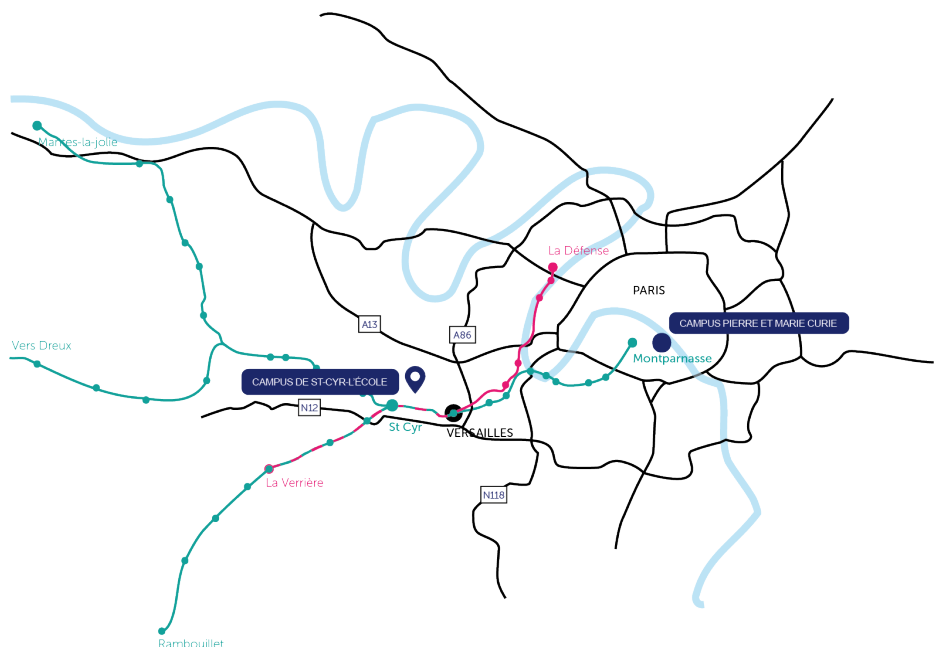 Mantes-la-jolie
La Défense
PARIS
A13
CAMPUS PIERRE ET MARIE CURIE
A86
Vers Dreux
Montparnasse
CAMPUS DE ST-CYR-L'ÉCOLE
N12
St Cyr
VERSAILLES
La Verrière
N118
Rambouillet